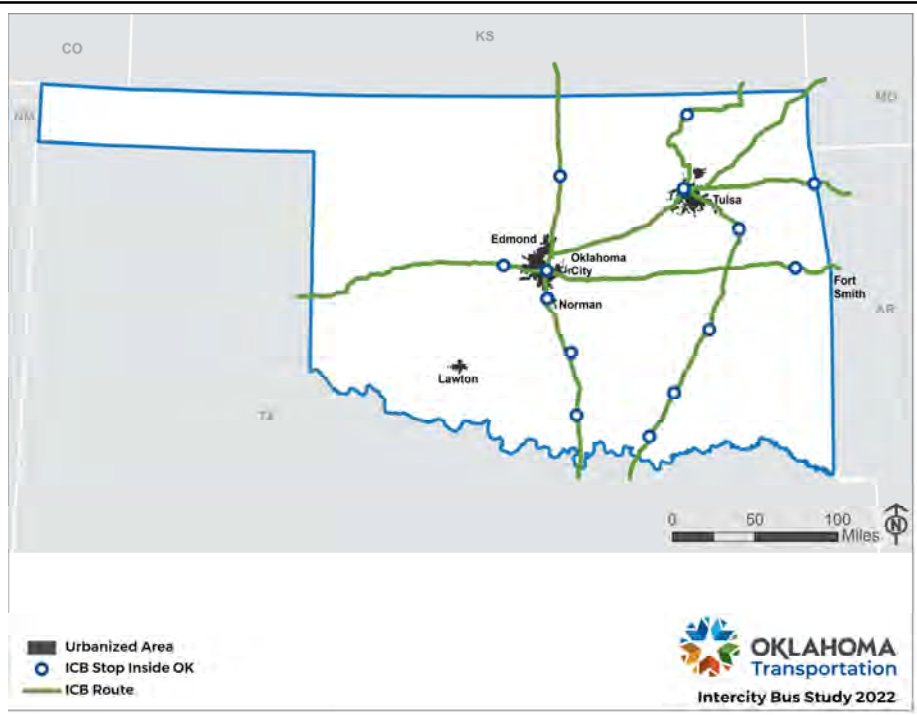 KS
CO
NM
MO
Tulsa
Edmond
Oklahoma
City
Fort
Smith
Norman
AR
Lawton
TX
0 50 100
Miles
N
Urbanized Area
ICB Stop Inside OK
ICB Route
OKLAHOMA
Transportation
Intercity Bus Study 2022